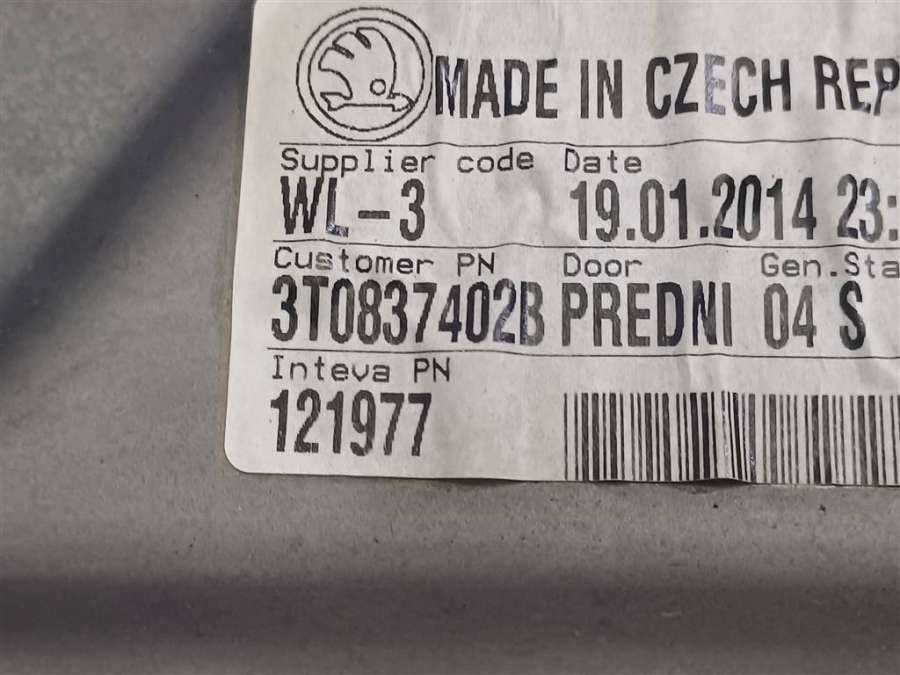 MADE IN CZECH REP
Supplier code Date
WL-3 19.01.2014 23:
Customer PN Door Gen.Sta
3T0837402B PREDNI 04 S
Inteva PN
121977